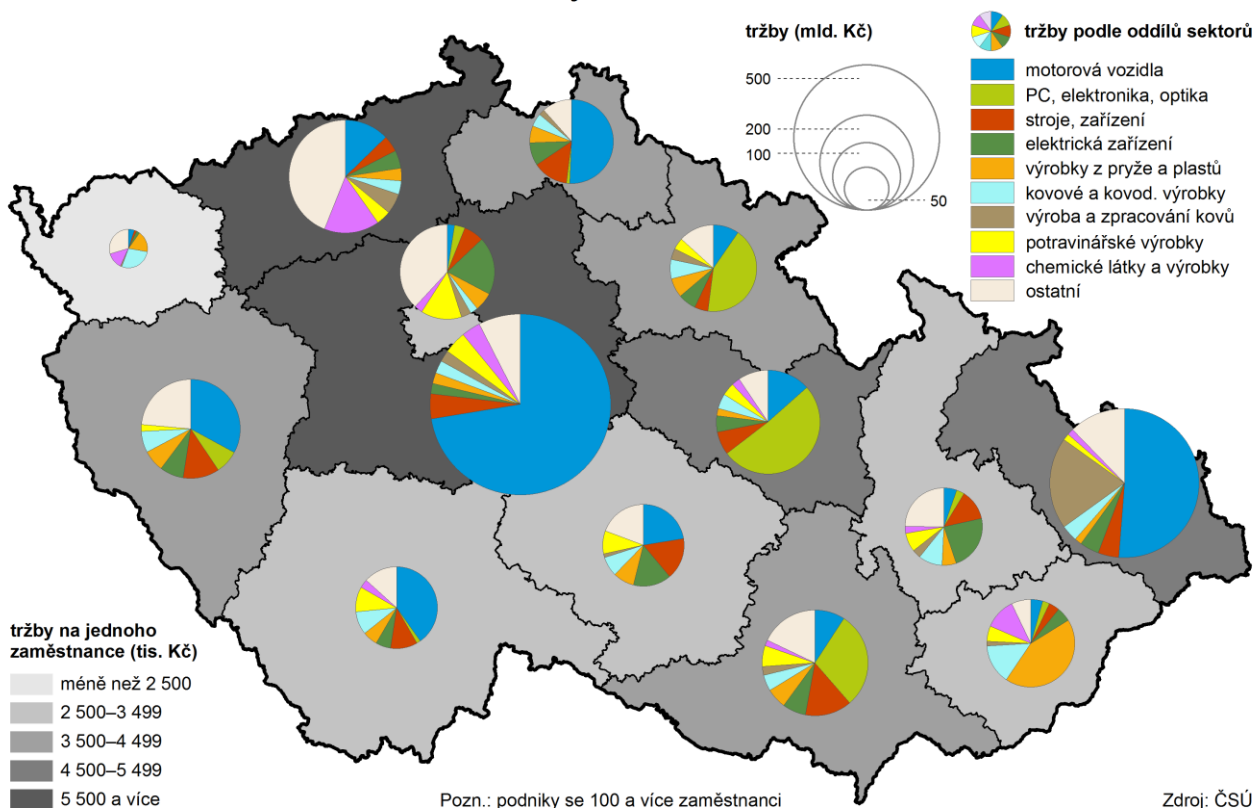 tržby (mld. Kč)
500
200
100
50
tržby podle oddílů sektorů
motorová vozidla
PC, elektronika, optika
stroje, zařízení
elektrická zařízení
výrobky z pryže a plastů
kovové a kovod. výrobky
výroba a zpracování kovů
potravinářské výrobky
chemické látky a výrobky
ostatní
tržby na jednoho
zaměstnance (tis. Kč)
méně než 2 500
2 500–3 499
3 500–4 499
4 500–5 499
5 500 a více
Pozn.: podniky se 100 a více zaměstnanci
Zdroj: ČSÚ